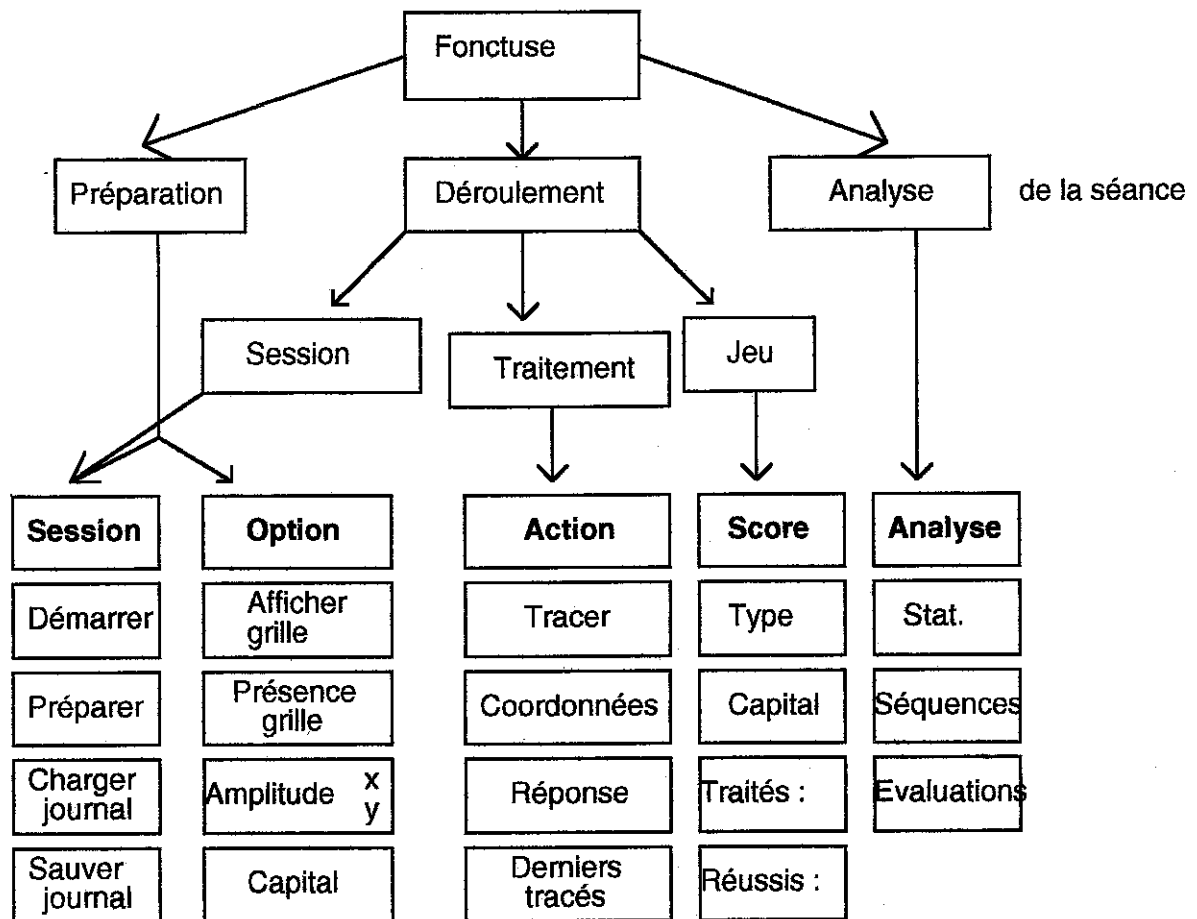 Fonctuse
Préparation
Déroulement
Analyse
de la séance
Session
Traitement
Jeu
Session
Option
Action
Score
Analyse
Démarrer
Afficher
grille
Tracer
Type
Stat.
Préparer
Présence
grille
Coordonnées
Capital
Séquences
Charger
journal
Amplitude x
y
Réponse
Traités :
Evaluations
Sauver
journal
Capital
Derniers
tracés
Réussis :